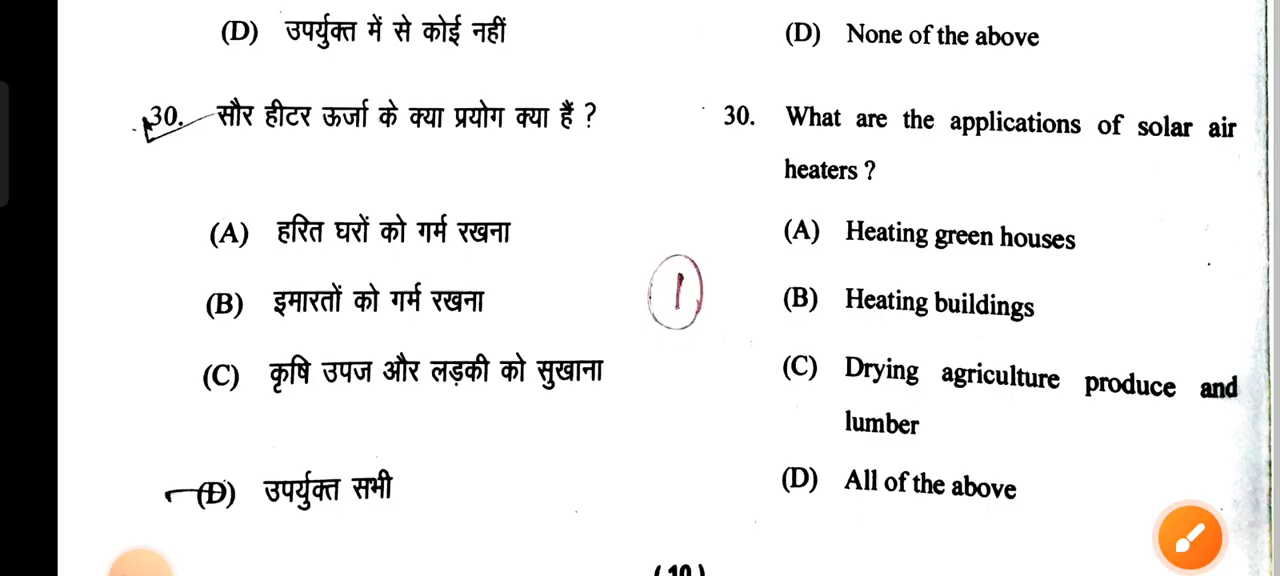 (D) उपर्युक्त में से कोई नहीं
30. सौर हीटर ऊर्जा के क्या प्रयोग क्या हैं ?
(A) हरित घरों को गर्म रखना
(B) इमारतों को गर्म रखना
(C) कृषि उपज और लड़की को सुखाना
(D) उपर्युक्त सभी
1
(D) None of the above
30. What are the applications of solar air
heaters ?
(A) Heating green houses
(B) Heating buildings
(C) Drying agriculture produce and
lumber
(D) All of the above
(10)